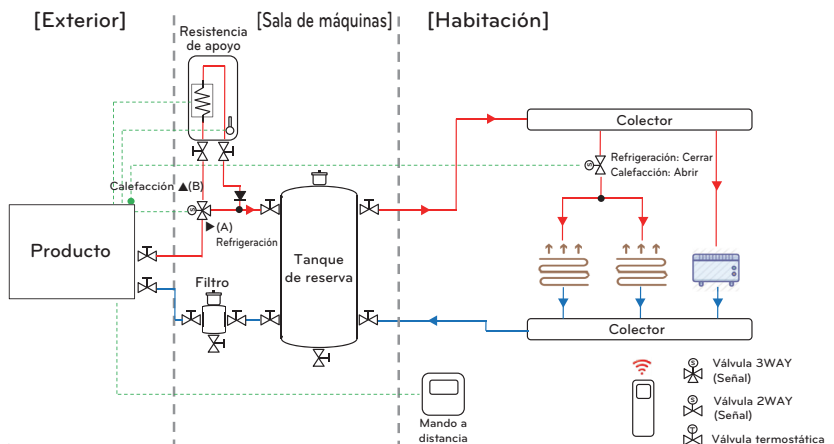 [Exterior]
[Sala de máquinas]
[Habitación]
Resistencia
de apoyo
Colector
Refrigeración: Cerrar
Calefacción: Abrir
S
Calefacción ▲(B)
S
▶(A)
Refrigeración
Producto
Tanque
de reserva
Filtro
Colector
Mando a
distancia
S
Válvula 3WAY
(Señal)
S
Válvula 2WAY
(Señal)
T
Válvula termostática